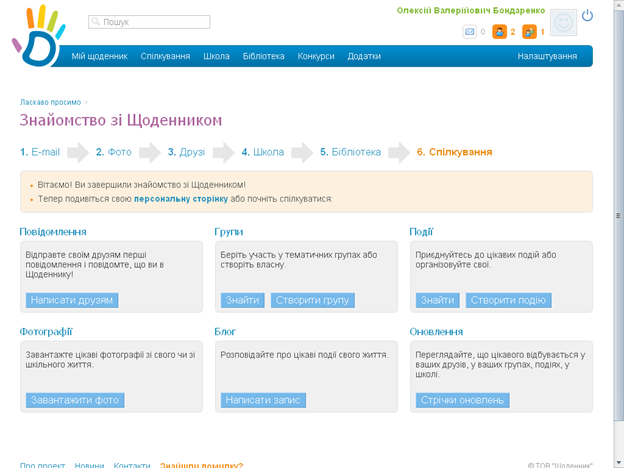 Олексій Валерійович Бондаренко
Пошук
0 2 1
Мій щоденник Спілкування Школа Бібліотека Конкурси Додатки Налаштування
Ласкаво просимо
Знайомство зі Щоденником
1. E-mail 2. Фото 3. Друзі 4. Школа 5. Бібліотека 6. Спілкування
Вітаємо! Ви завершили знайомство зі Щоденником!
Тепер подивіться свою персональну сторінку або почніть спілкуватися:
Повідомлення
Відправте своїм друзям перші
повідомлення і повідомте, що ви в
Щоденнику!
Написати друзям
Групи
Беріть участь у тематичних групах або
створіть власну.
Знайти Створити групу
Події
Приєднуйтесь до цікавих подій або
організовуйте свої.
Знайти Створити подію
Фотографії
Завантажте цікаві фотографії зі свого чи зі
шкільного життя.
Завантажити фото
Блог
Розповідайте про цікаві події свого життя.
Написати запис
Оновлення
Переглядайте, що цікавого відбувається у
ваших друзів, у ваших групах, подіях, у
школі.
Стрічки оновлень
Про проект Новини Контакти Знайшли помилку? © ТОВ "Щоденник"